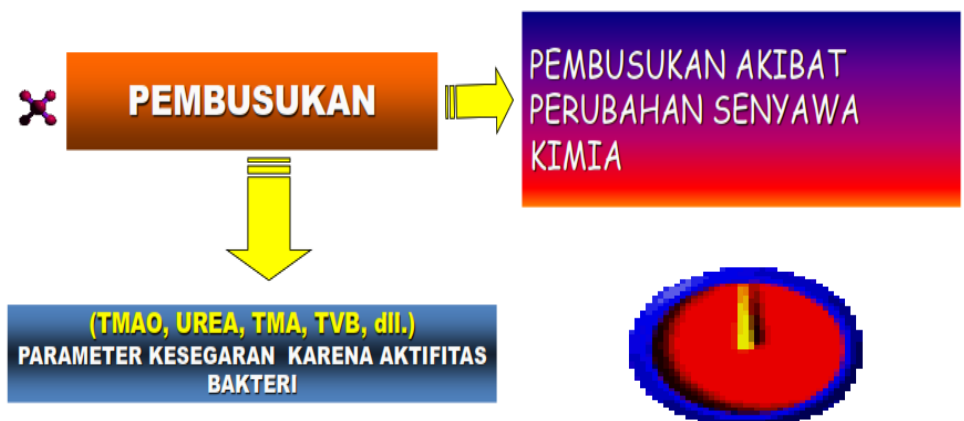 PEMBUSUKAN
PEMBUSUKAN AKIBAT
PERUBAHAN SENYAWA
KIMIA
(TMAO, UREA, TMA, TVB, dll.)
PARAMETER KESEGARAN KARENA AKTIFITAS
BAKTERI